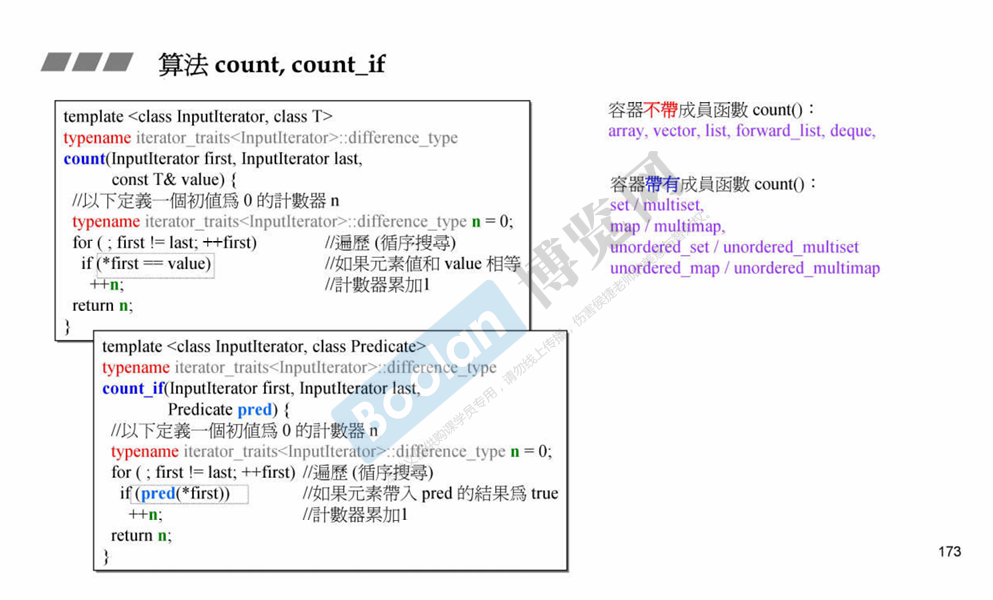 算法 count, count_if
template <class InputIterator, class T>
typename iterator_traits<InputIterator>::difference_type
count(InputIterator first, InputIterator last,
const T& value) {
//以下定義一個初值爲 0 的計數器 n
typename iterator_traits<InputIterator>::difference_type n = 0;
for ( ; first != last; ++first) //遍歷 (循序搜尋)
if (*first == value) //如果元素值和 value 相等
++n; //計數器累加1
return n;
}
template <class InputIterator, class Predicate>
typename iterator_traits<InputIterator>::difference_type
count_if(InputIterator first, InputIterator last,
Predicate pred) {
//以下定義一個初值爲 0 的計數器 n
typename iterator_traits<InputIterator>::difference_type n = 0;
for ( ; first != last; ++first) //遍歷 (循序搜尋)
if (pred(*first)) //如果元素帶入 pred 的結果爲 true
++n; //計數器累加1
return n;
}
容器不帶成員函數 count()：
array, vector, list, forward_list, deque,
容器帶有成員函數 count()：
set / multiset,
map / multimap,
unordered_set / unordered_multiset
unordered_map / unordered_multimap
Boolan 博览网
173